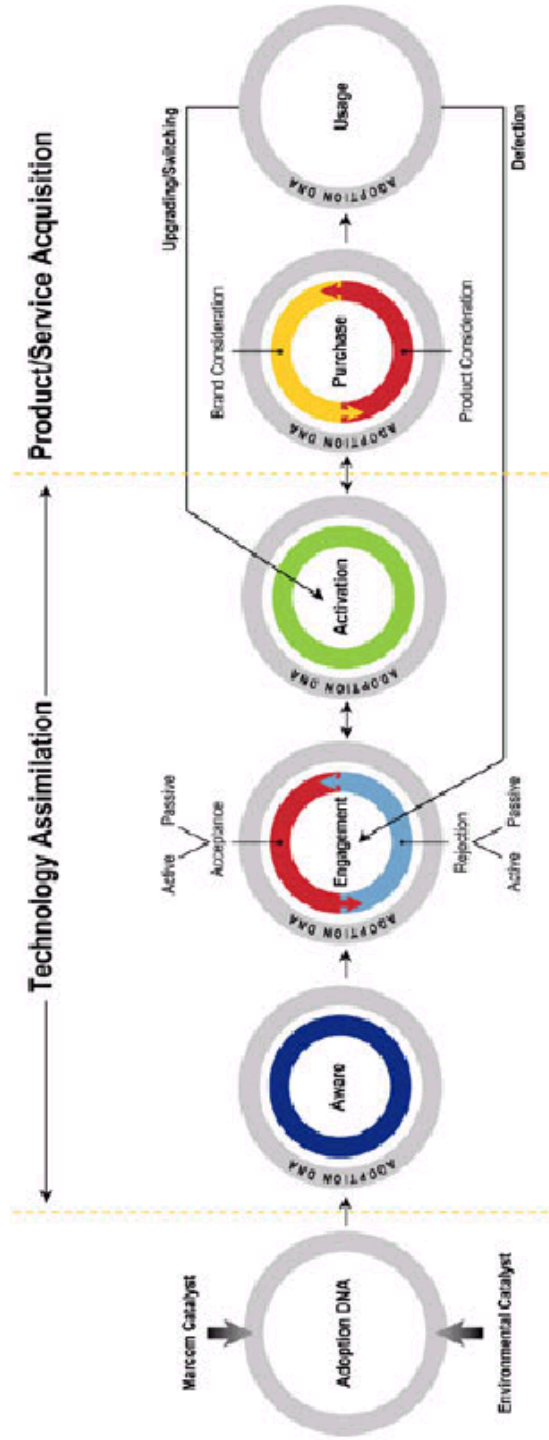 Technology Assimilation
Product/Service Acquisition
Marcom Catalyst
Adoption DNA
Environmental Catalyst
Aware
ADOPTION DNA
Active
Passive
Acceptance
Engagement
ADOPTION DNA
Rejection
Active
Passive
Activation
ADOPTION DNA
Brand Consideration
Purchase
ADOPTION DNA
Product Consideration
Upgrading/Switching
Usage
ADOPTION DNA
Defection